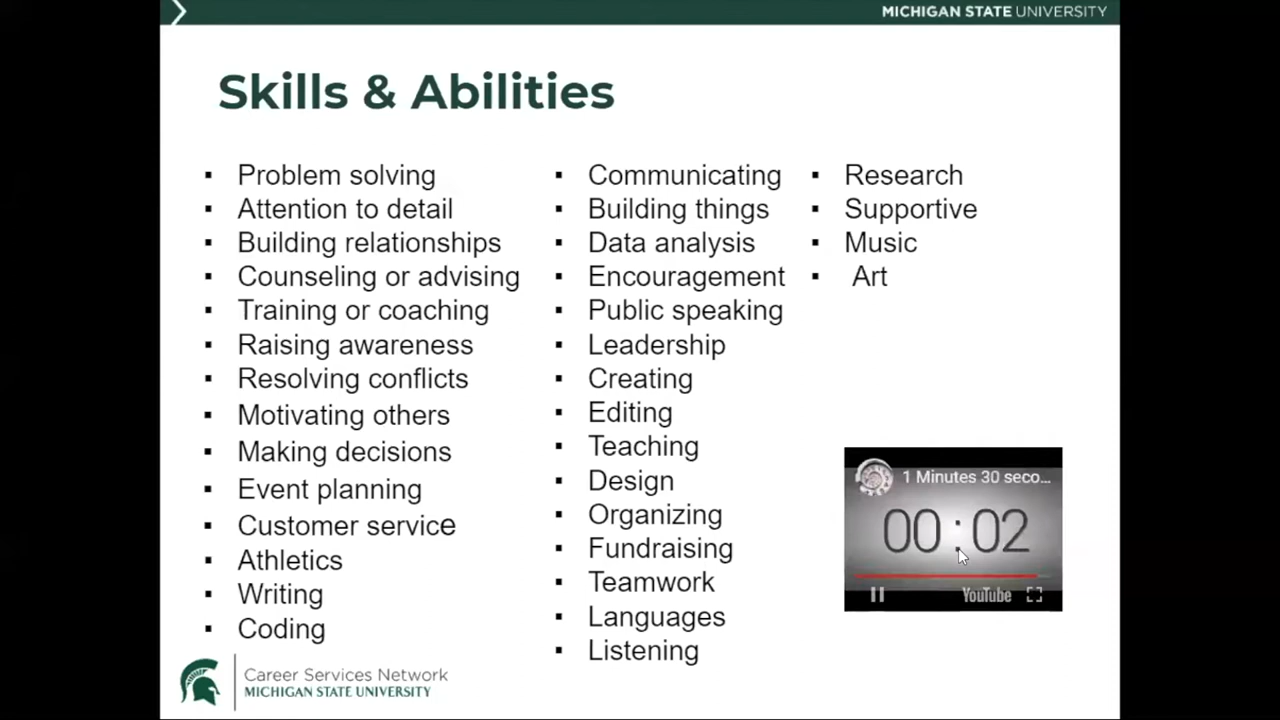 MICHIGAN STATE UNIVERSITY
Skills & Abilities
Problem solving
Attention to detail
Building relationships
Counseling or advising
Training or coaching
Raising awareness
Resolving conflicts
Motivating others
Making decisions
Event planning
Customer service
Athletics
Writing
Coding
Communicating
Building things
Data analysis
Encouragement
Public speaking
Leadership
Creating
Editing
Teaching
Design
Organizing
Fundraising
Teamwork
Languages
Listening
Research
Supportive
Music
Art
1 Minutes 30 seco...
00:02
YouTube
Career Services Network
MICHIGAN STATE UNIVERSITY